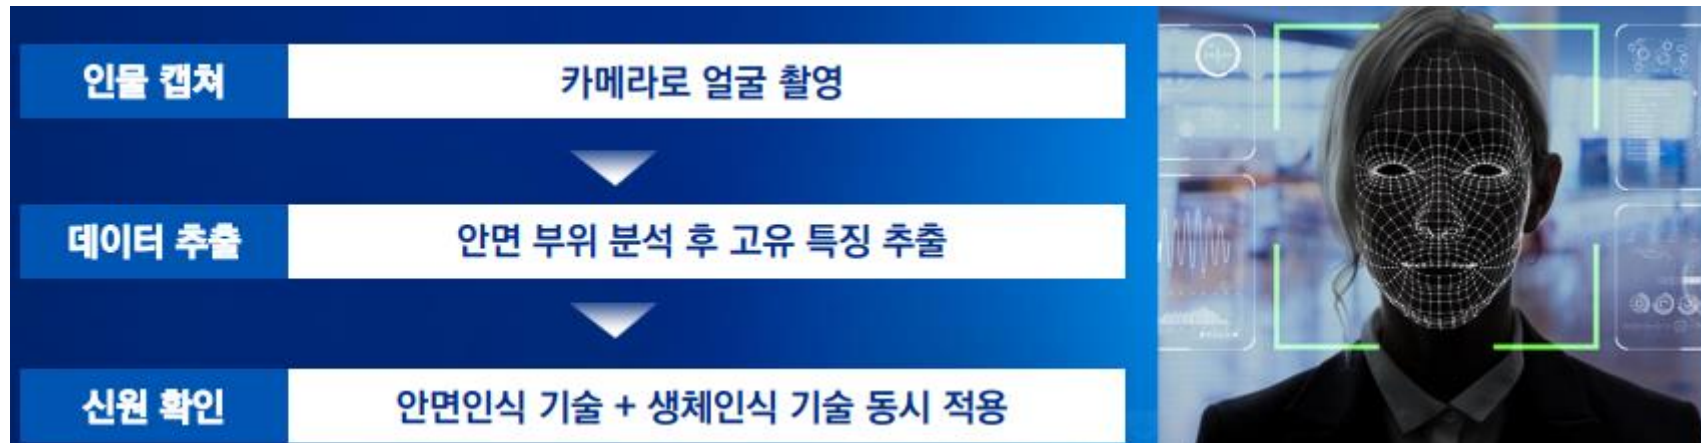 인물 캡쳐
카메라로 얼굴 촬영
데이터 추출
안면 부위 분석 후 고유 특징 추출
신원 확인
안면인식 기술 + 생체인식 기술 동시 적용